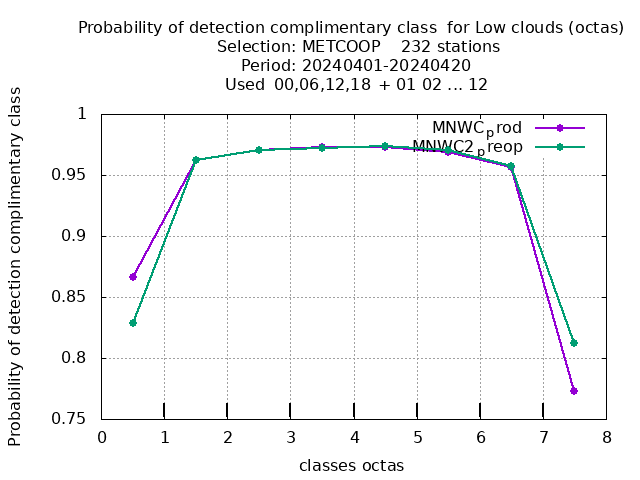 Probability of detection complimentary class  for Low clouds (octas)
Selection: METCOOP    232 stations
Period: 20240401-20240420
Used  00,06,12,18 + 01 02 ... 12
Probability of detection complimentary class
1
0.95
0.9
0.85
0.8
0.75
MNWCprod
MNWC2preop
0 1 2 3 4 5 6 7 8
classes octas